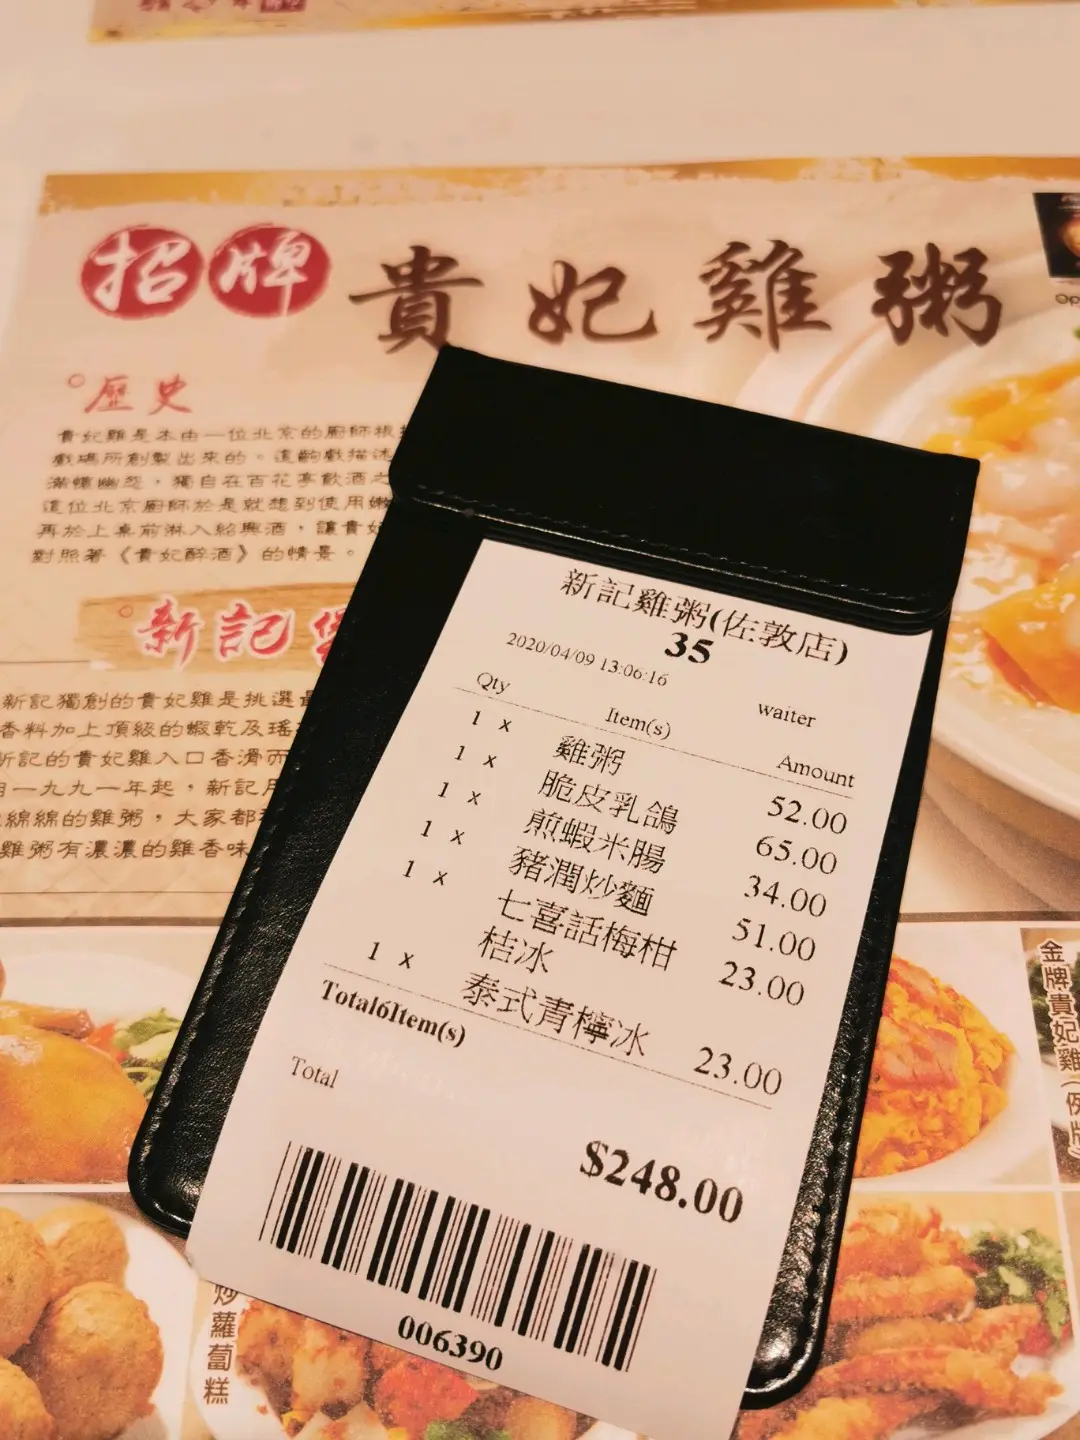 招牌 貴妃雞粥
歷史
貴妃雞是本由一位北京的廚師根
戲碼所創製出來的。這齣戲描述
滿懷幽怨，獨自在百花亭飲酒之
這位北京廚師於是就想到使用嫩
再於上桌前淋入紹興酒，讓貴妃
對照著《貴妃醉酒》的情景。
新記
新記獨創的貴妃雞是挑選
香料加上頂級的蝦乾及瑤
新記的貴妃雞入口香滑而
自一九九一年起，新記用
綿綿的雞粥，大家都
雞粥有濃濃的雞香味
新記雞粥(佐敦店)
35
2020/04/09 13:06:16
waiter
Qty Item(s) Amount
1 x 雞粥 52.00
1 x 脆皮乳鴿 65.00
1 x 煎蝦米腸 34.00
1 x 豬潤炒麵 51.00
1 x 七喜話梅柑 23.00
桔冰
1 x 泰式青檸冰 23.00
Total6Item(s)
Total
$248.00
006390
金牌貴妃雞(例牌)
炒蘿蔔糕